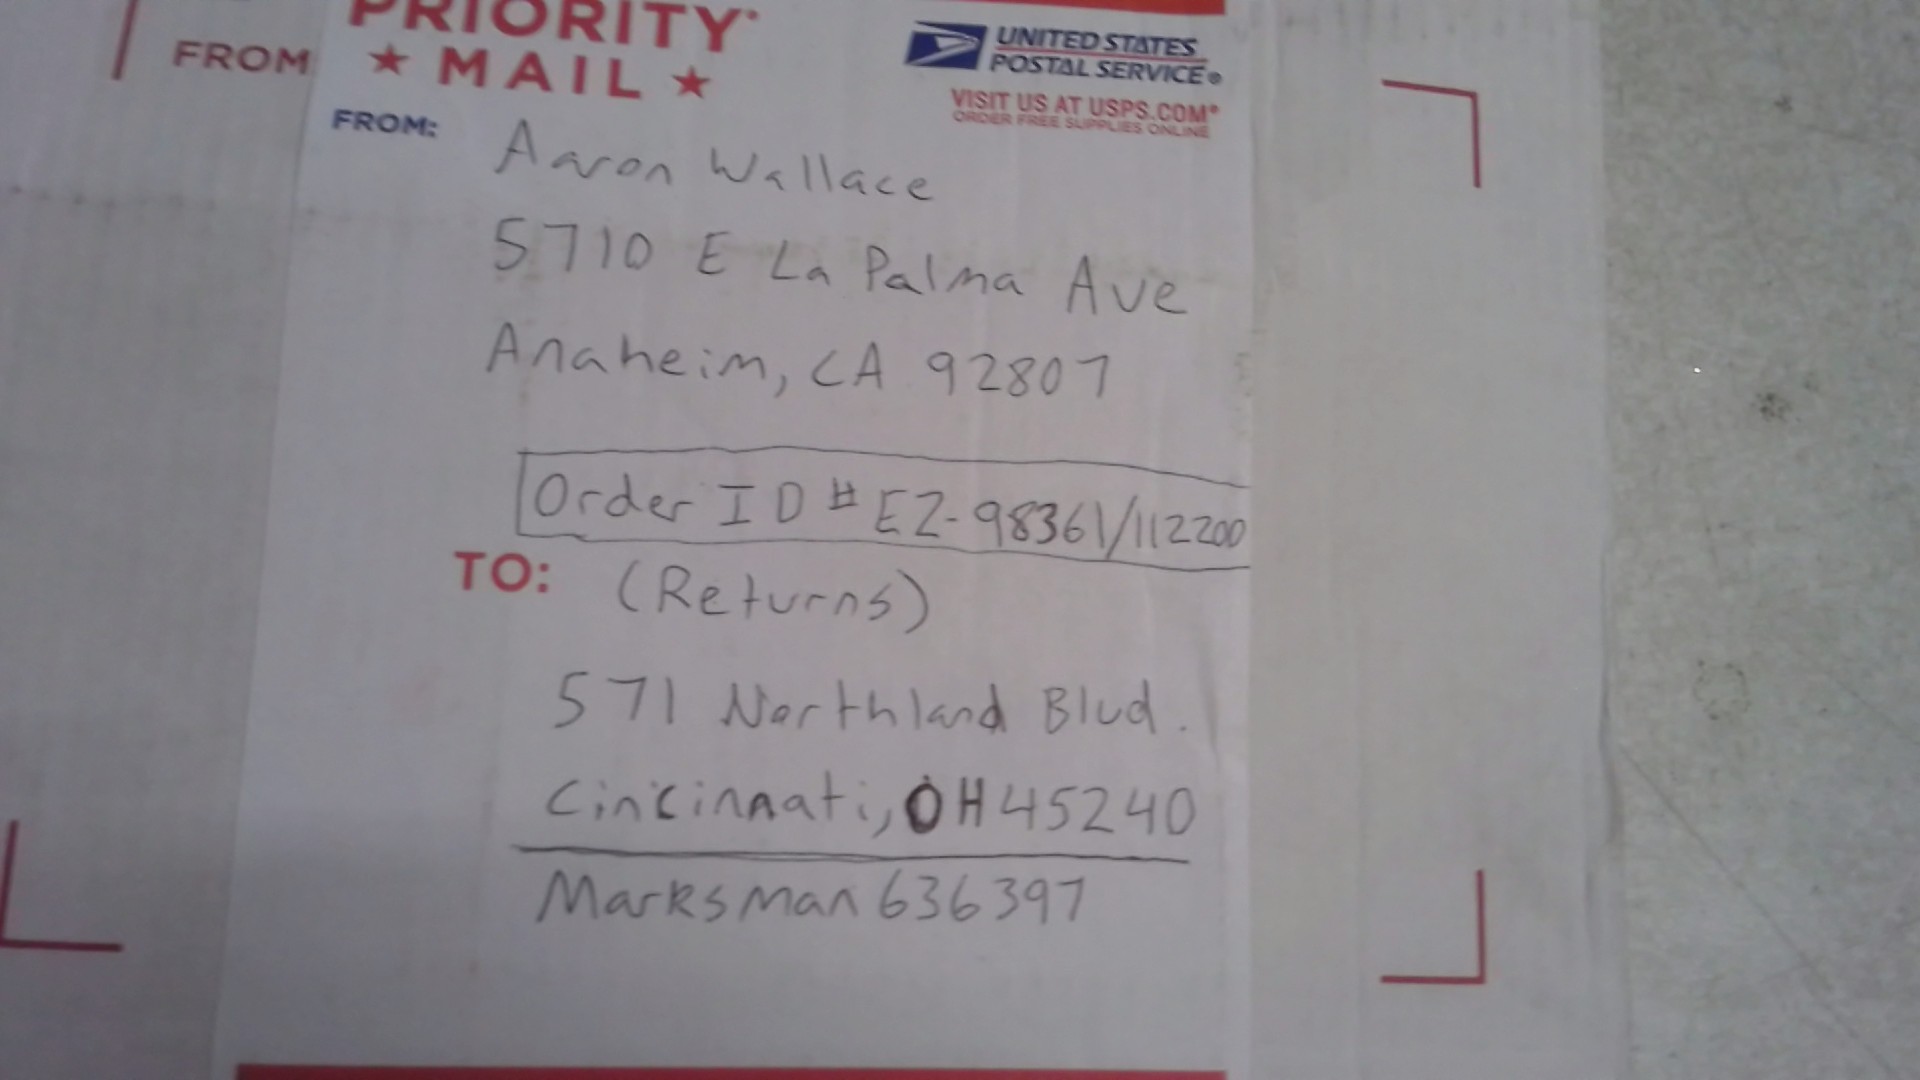 PRIORITY
★ MAIL ★
FROM
UNITED STATES
POSTAL SERVICE®
VISIT US AT USPS.COM®
ORDER FREE SUPPLIES ONLINE
FROM:
Aaron Wallace
5710 E La Palma Ave
Anaheim, CA 92807
Order ID # EZ-98361/112200
TO:
(Returns)
571 Northland Blvd.
Cincinnati, OH 45240
Marksman 636397